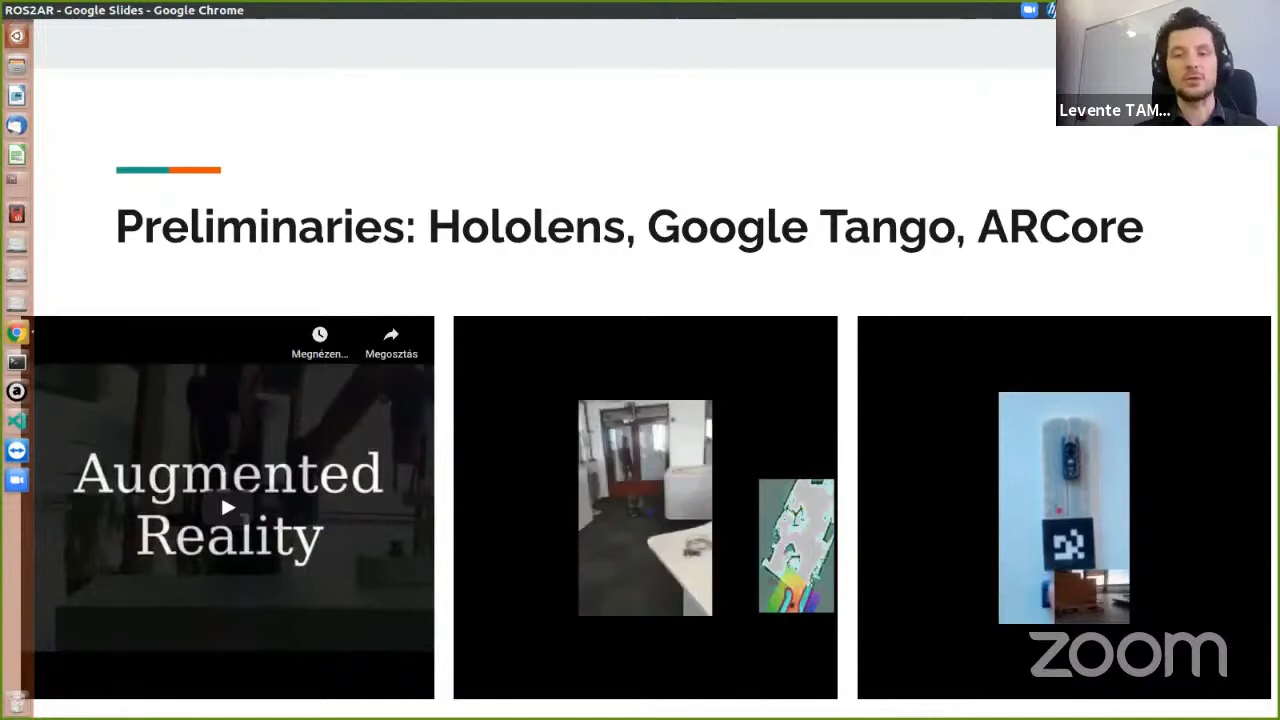 ROS2AR - Google Slides - Google Chrome
Levente TAM...
Preliminaries: Hololens, Google Tango, ARCore
Megnézen...
Megosztás
Augmented
Reality
zoom